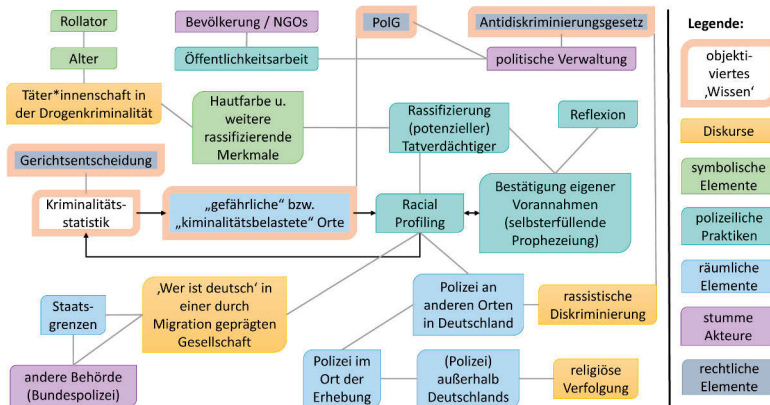 Rollator
Bevölkerung / NGOs
PolG
Antidiskriminierungsgesetz
Alter
Öffentlichkeitsarbeit
politische Verwaltung
Täter*innenschaft in
der Drogenkriminalität
Hautfarbe u.
weitere
rassifizierende
Merkmale
Rassifizierung
(potenzieller)
Tatverdächtiger
Reflexion
Gerichtsentscheidung
Kriminalitäts-
statistik
„gefährliche" bzw.
„kiminalitätsbelastete" Orte
Racial
Profiling
Bestätigung eigener
Vorannahmen
(selbsterfüllende
Prophezeiung)
Staats-
grenzen
‚Wer ist deutsch' in
einer durch
Migration geprägten
Gesellschaft
Polizei an
anderen Orten
in Deutschland
rassistische
Diskriminierung
andere Behörde
(Bundespolizei)
Polizei im
Ort der
Erhebung
(Polizei)
außerhalb
Deutschlands
religiöse
Verfolgung
Legende:
objekti-
viertes
‚Wissen'
Diskurse
symbolische
Elemente
polizeiliche
Praktiken
räumliche
Elemente
stumme
Akteure
rechtliche
Elemente